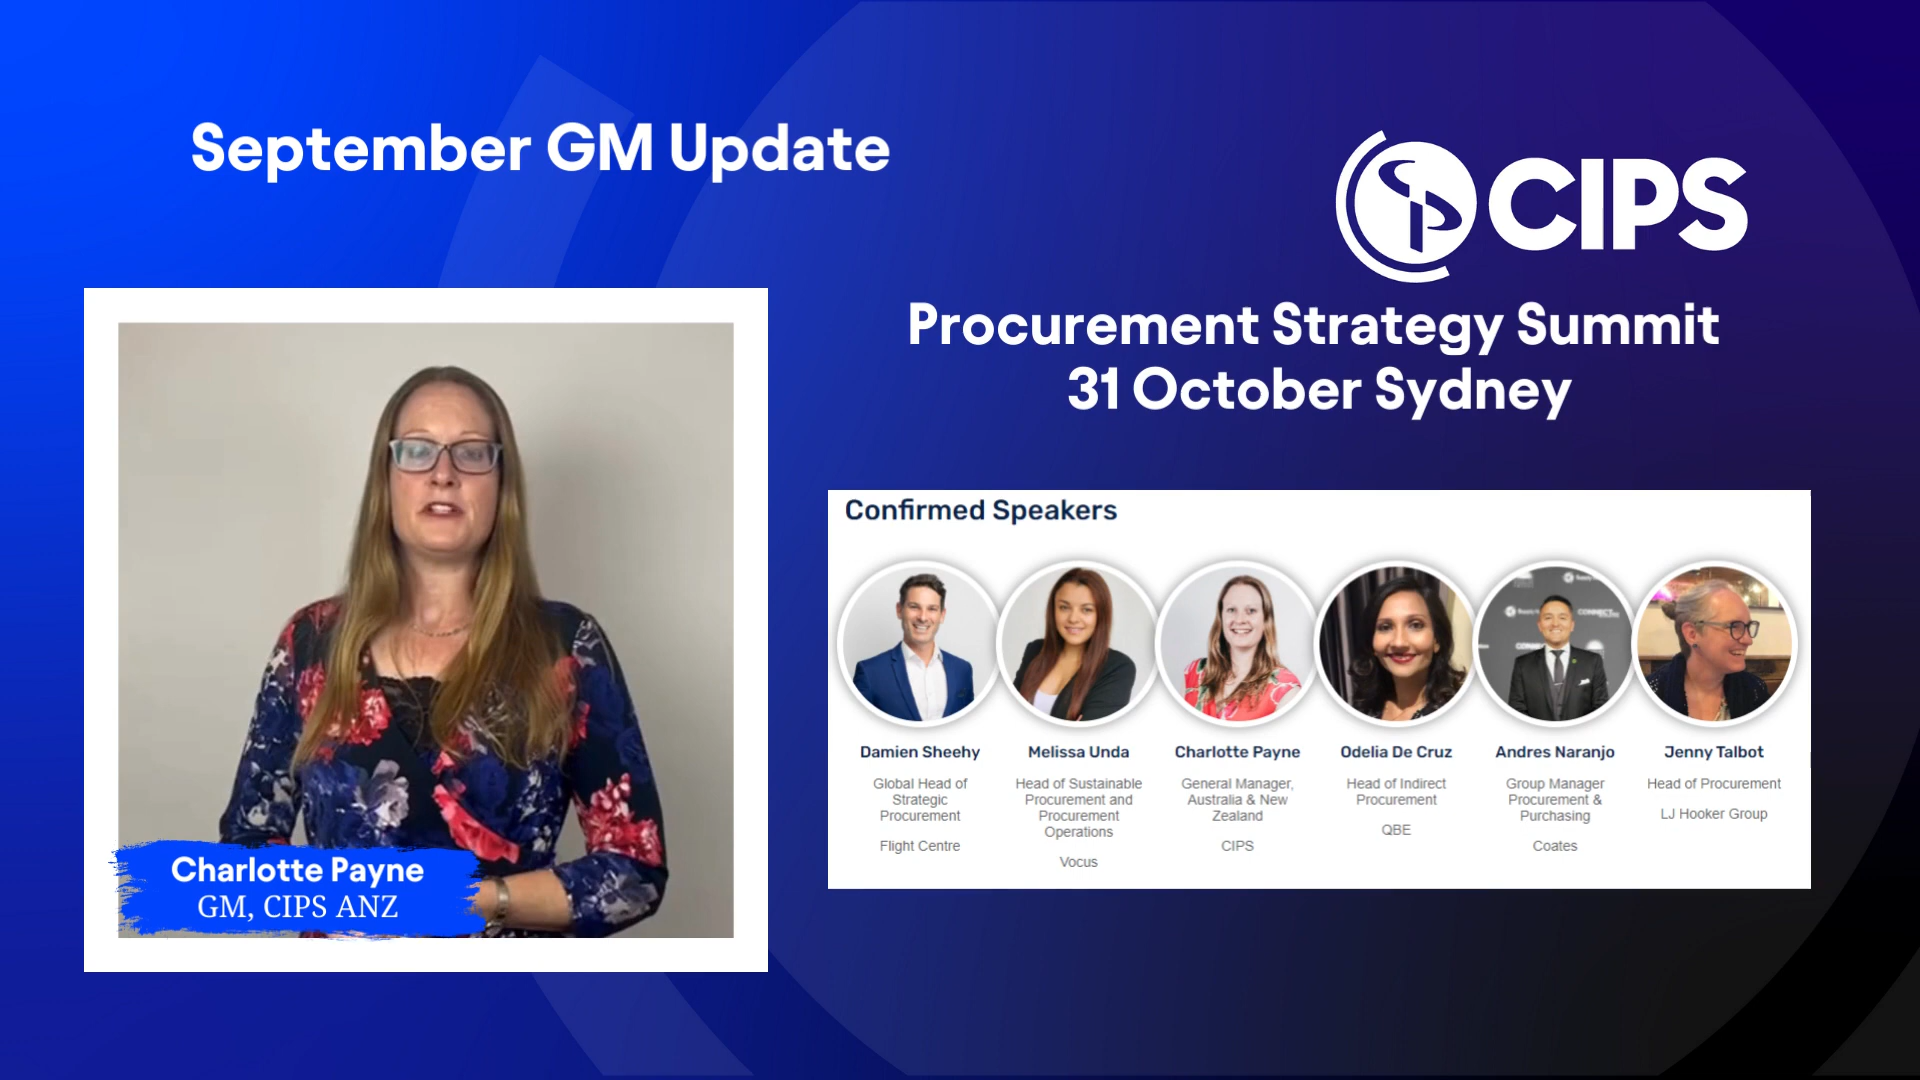 September GM Update
CIPS
Procurement Strategy Summit
31 October Sydney
Charlotte Payne
GM, CIPS ANZ
Confirmed Speakers
Damien Sheehy
Global Head of
Strategic
Procurement
Flight Centre
Melissa Unda
Head of Sustainable
Procurement and
Procurement
Operations
Vocus
Charlotte Payne
General Manager,
Australia & New
Zealand
CIPS
Odelia De Cruz
Head of Indirect
Procurement
QBE
Andres Naranjo
Group Manager
Procurement &
Purchasing
Coates
Jenny Talbot
Head of Procurement
LJ Hooker Group